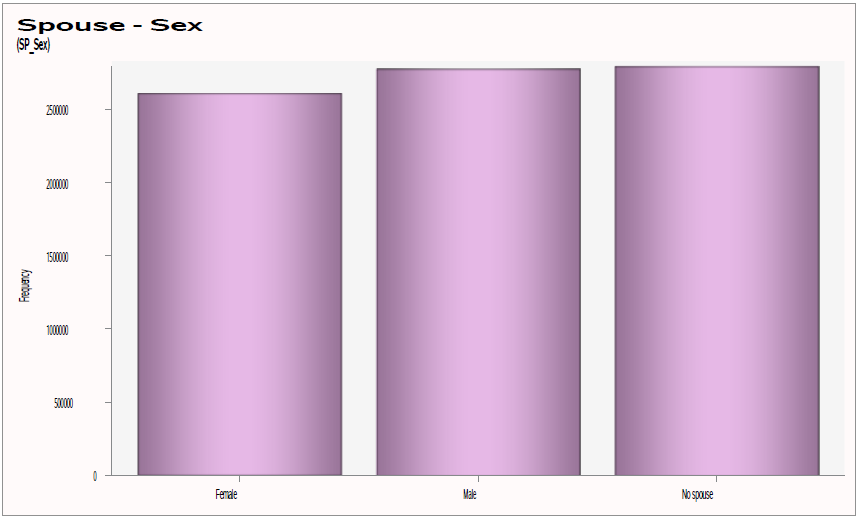 Spouse - Sex
(SP_Sex)
2500000
2000000
1500000
Frequency
1000000
500000
0
Female Male No spouse